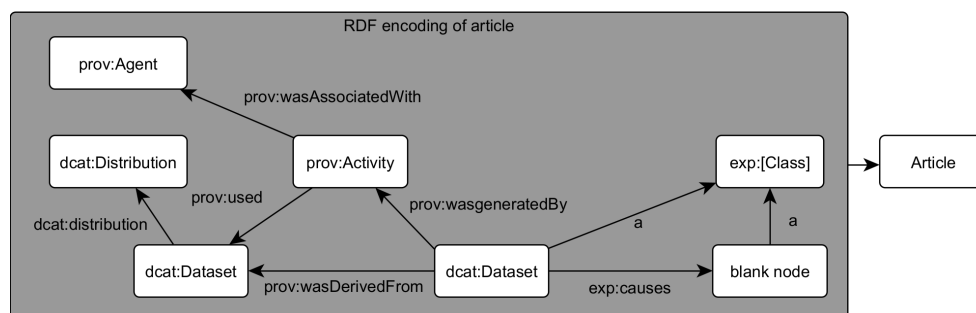 RDF encoding of article
prov:Agent
prov:wasAssociatedWith
dcat:Distribution
prov:Activity
exp:[Class]
Article
prov:used
prov:wasgeneratedBy
dcat:distribution
a
a
dcat:Dataset
dcat:Dataset
blank node
prov:wasDerivedFrom
exp:causes